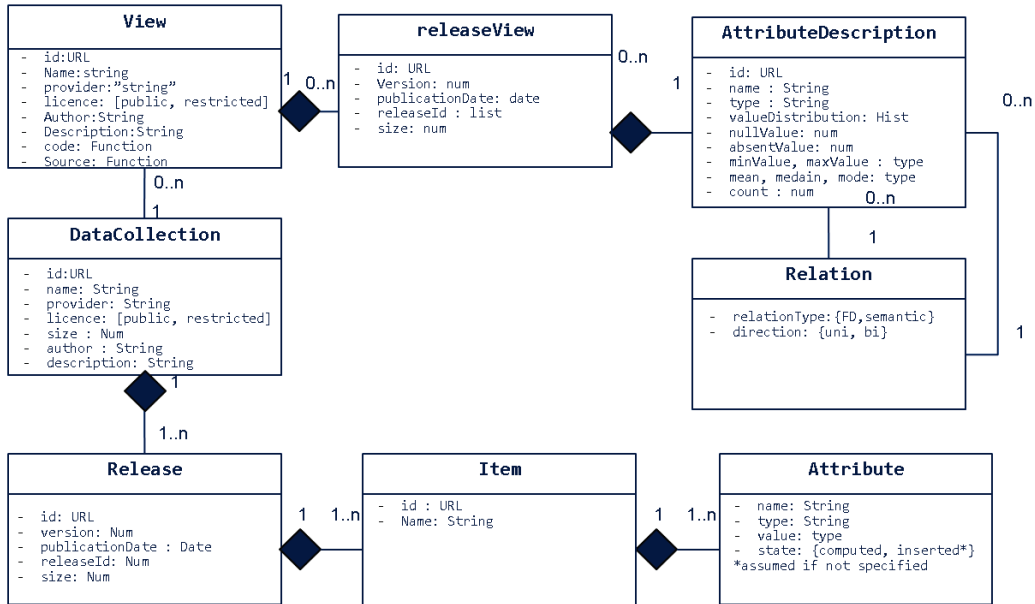 View
- id:URL
- Name:string
- provider:"string"
- licence: [public, restricted]
- Author:String
- Description:String
- code: Function
- Source: Function
1
0..n
releaseView
- id: URL
- Version: num
- publicationDate: date
- releaseId : list
- size: num
0..n
1
AttributeDescription
- id: URL
- name : String
- type : String
- valueDistribution: Hist
- nullValue: num
- absentValue: num
- minValue, maxValue : type
- mean, medain, mode: type
- count : num
0..n
0..n
1
1
0..n
1
DataCollection
- id:URL
- name: String
- provider: String
- licence: [public, restricted]
- size : Num
- author : String
- description: String
Relation
- relationType:{FD,semantic}
- direction: {uni, bi}
1
1..n
Release
- id: URL
- version: Num
- publicationDate : Date
- releaseId: Num
- size: Num
1
1..n
Item
- id : URL
- Name: String
1
1..n
Attribute
- name: String
- type: String
- value: type
- state: {computed, inserted*}
*assumed if not specified